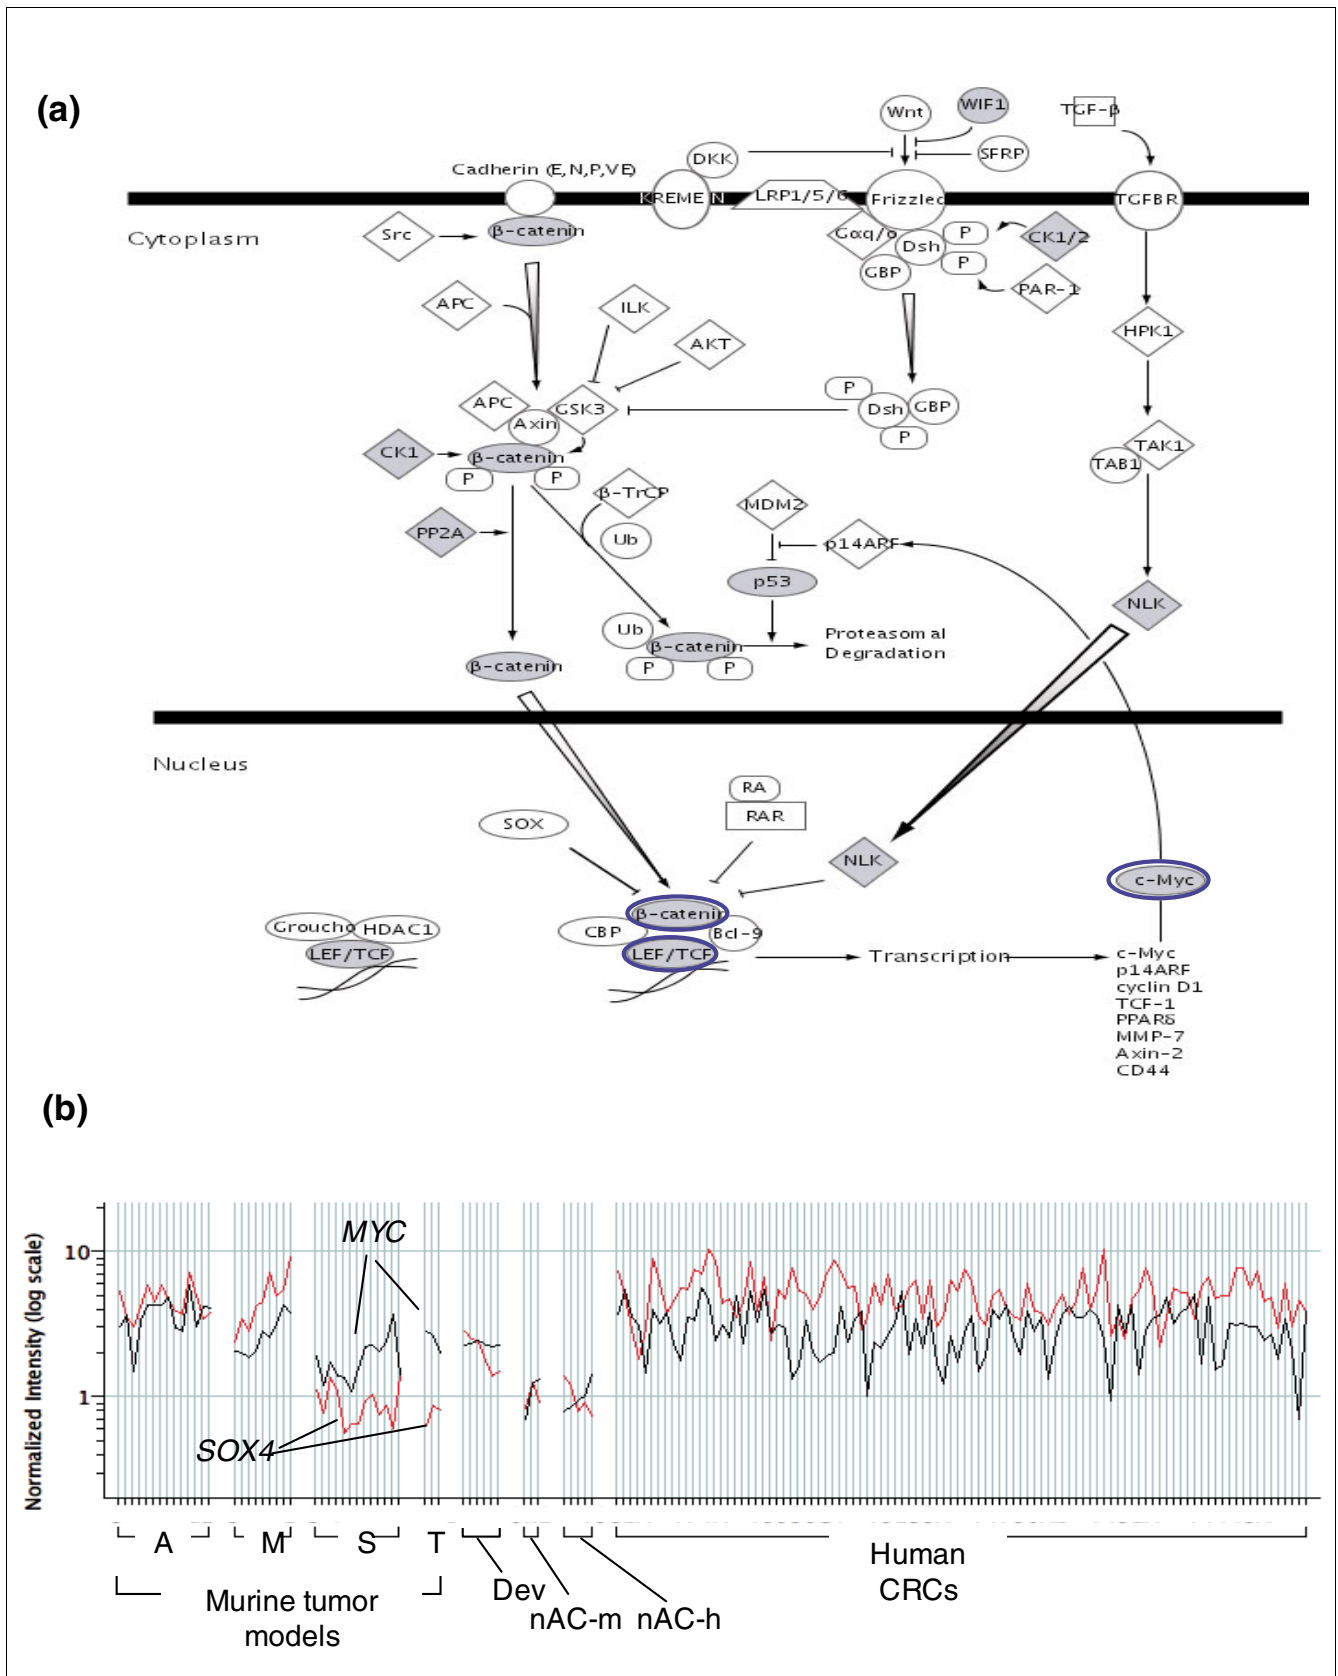 (a)
Wnt
WIF1
TGF-β
SFRP
DKK
Cadherin (E,N,P,VE)
KREMEN
LRP1/5/6
Frizzled
TGFBR
Cytoplasm
Src
β-catenin
Gαq/o
Dsh
P
P
CK1/2
GBP
PAR-1
APC
ILK
AKT
HPK1
APC
GSK3
Axin
P
Dsh
GBP
P
CK1
β-catenin
P
P
TAK1
TAB1
β-TrCP
MDM2
PP2A
Ub
p14ARF
p53
NLK
Ub
β-catenin
P
P
Proteasomal
Degradation
β-catenin
Nucleus
RA
RAR
SOX
NLK
c-Myc
β-catenin
Groucho
HDAC1
CBP
Bcl-9
LEF/TCF
LEF/TCF
Transcription
c-Myc
p14ARF
cyclin D1
TCF-1
PPARδ
MMP-7
Axin-2
CD44
(b)
Normalized Intensity (log scale)
10
1
MYC
SOX4
A
M
S
T
Dev
nAC-m
nAC-h
Human
CRCs
Murine tumor
models